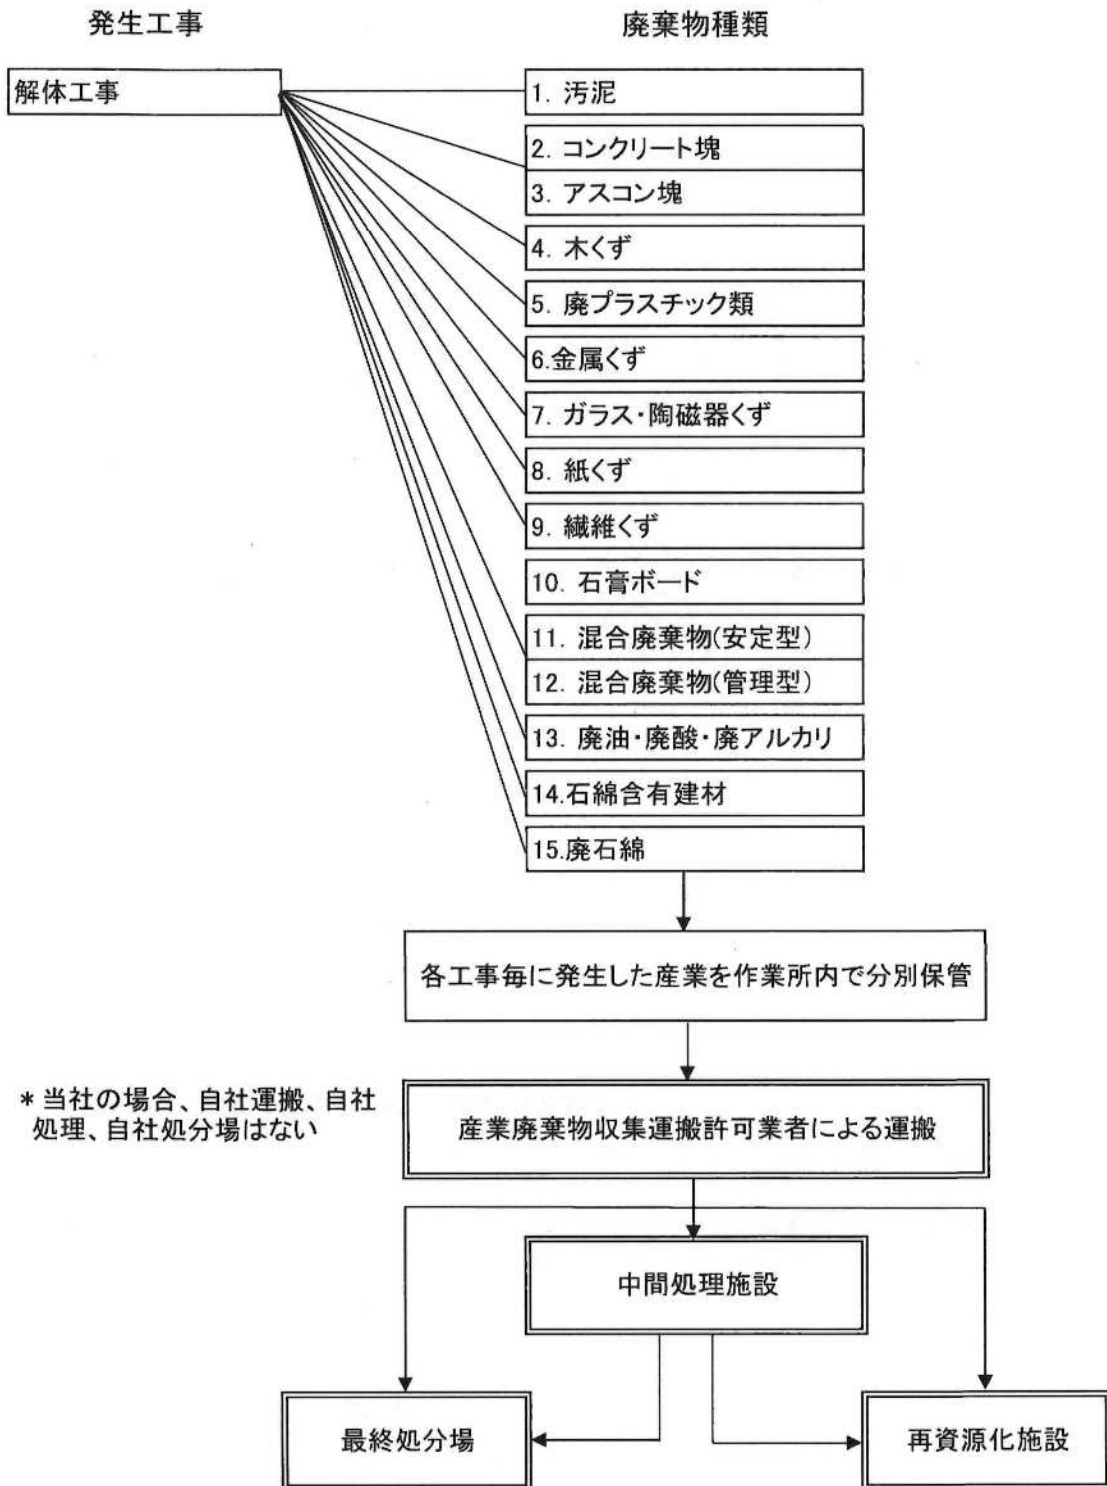 発生工事
廃棄物種類
解体工事
1. 汚泥
2. コンクリート塊
3. アスコン塊
4. 木くず
5. 廃プラスチック類
6.金属くず
7. ガラス・陶磁器くず
8. 紙くず
9. 繊維くず
10. 石膏ボード
11. 混合廃棄物(安定型)
12. 混合廃棄物(管理型)
13. 廃油・廃酸・廃アルカリ
14.石綿含有建材
15.廃石綿
各工事毎に発生した産業を作業所内で分別保管
* 当社の場合、自社運搬、自社
処理、自社処分場はない
産業廃棄物収集運搬許可業者による運搬
中間処理施設
最終処分場
再資源化施設